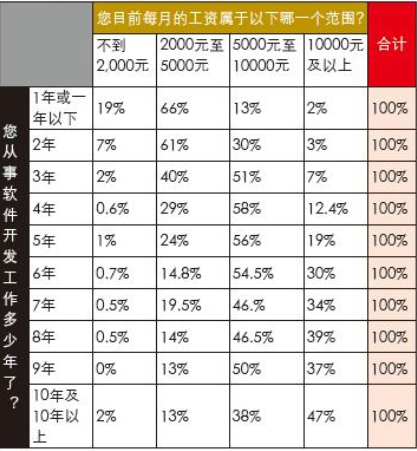 您目前每月的工资属于以下哪一个范围?
不到 2000元至 5000元至 10000元 合计
2,000元 5000元 10000元 及以上
您从事软件开发工作多少年了?
1年或一
年以下 19% 66% 13% 2% 100%
2年 7% 61% 30% 3% 100%
3年 2% 40% 51% 7% 100%
4年 0.6% 29% 58% 12.4% 100%
5年 1% 24% 56% 19% 100%
6年 0.7% 14.8% 54.5% 30% 100%
7年 0.5% 19.5% 46.% 34% 100%
8年 0.5% 14% 46.5% 39% 100%
9年 0% 13% 50% 37% 100%
10年及
10年以 2% 13% 38% 47% 100%
上